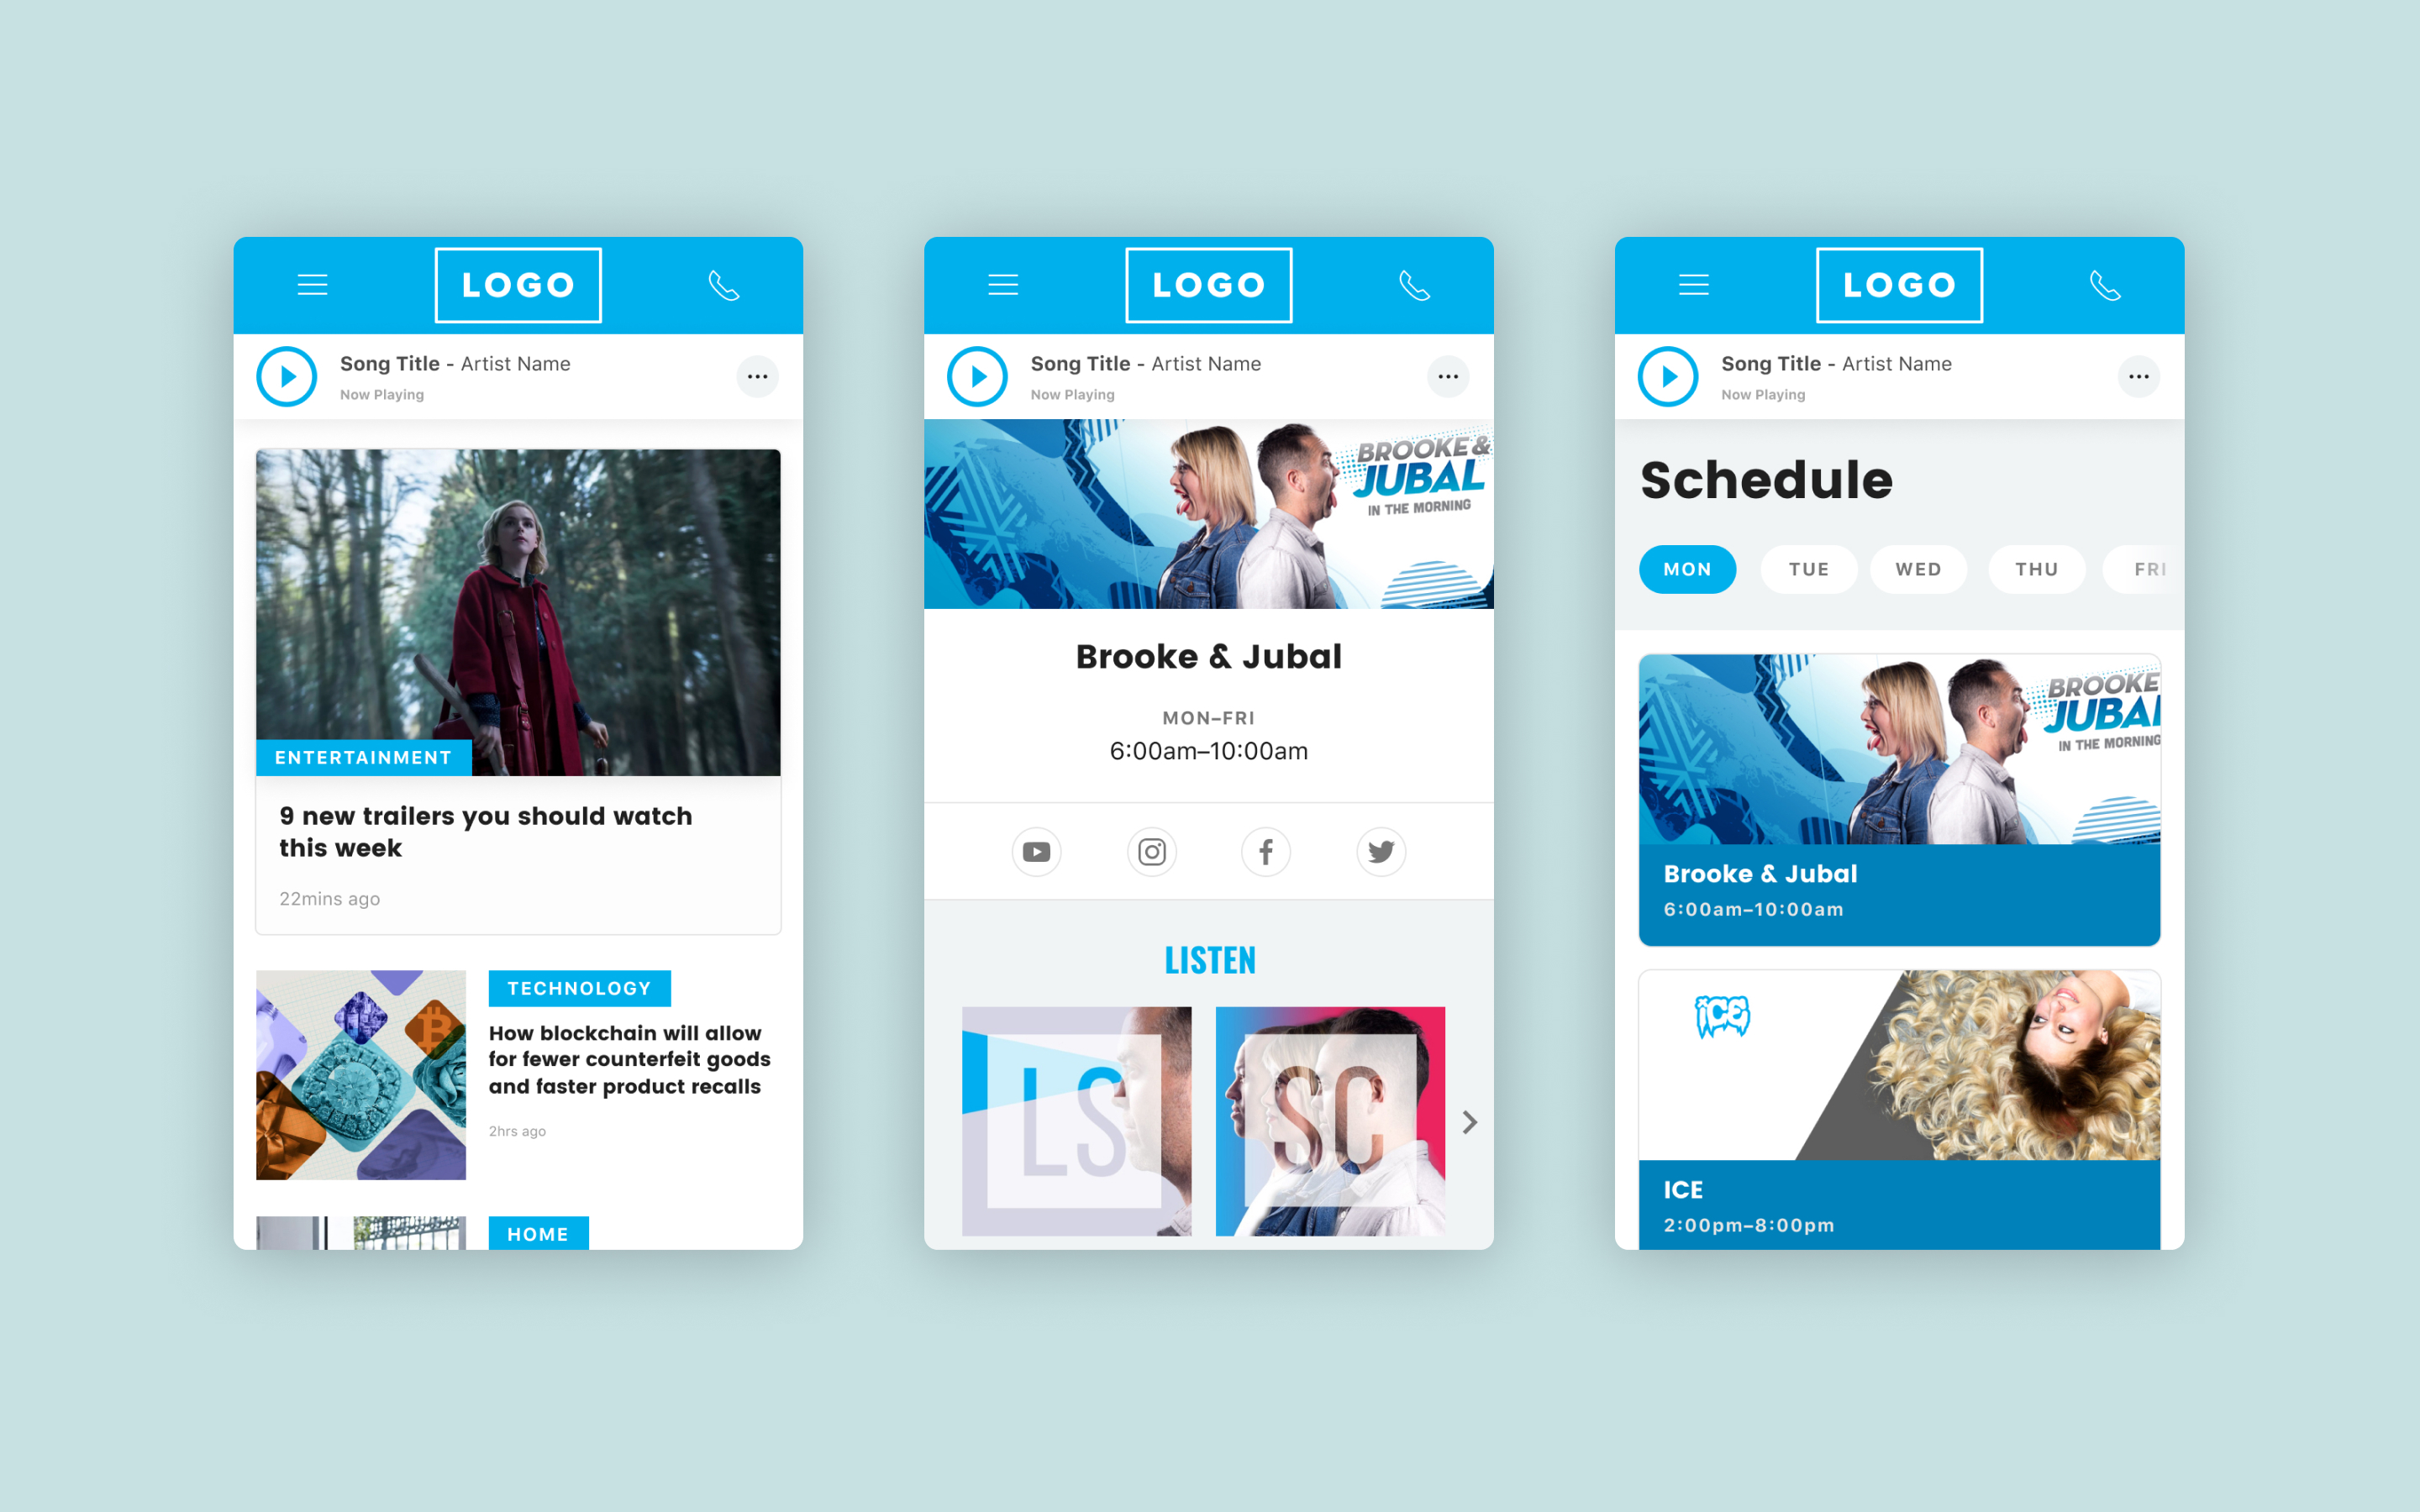 LOGO
Song Title - Artist Name
Now Playing
ENTERTAINMENT
9 new trailers you should watch
this week
22mins ago
TECHNOLOGY
How blockchain will allow
for fewer counterfeit goods
and faster product recalls
2hrs ago
HOME
LOGO
Song Title - Artist Name
Now Playing
BROOKE &
JUBAL
IN THE MORNING
Brooke & Jubal
MON–FRI
6:00am–10:00am
LISTEN
LS
SC
LOGO
Song Title - Artist Name
Now Playing
Schedule
MON TUE WED THU FRI
BROOKE
JUBAL
IN THE MORNING
Brooke & Jubal
6:00am–10:00am
ICE
ICE
2:00pm–8:00pm